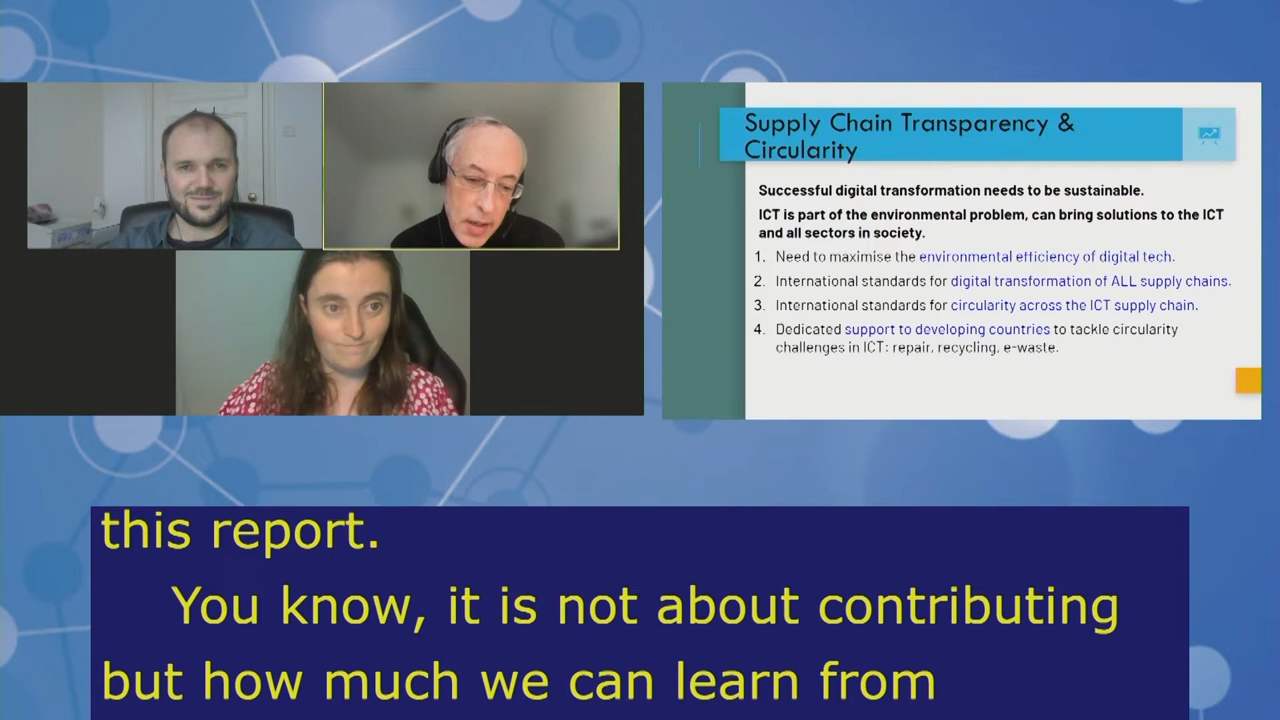 Supply Chain Transparency &
Circularity
Successful digital transformation needs to be sustainable.
ICT is part of the environmental problem, can bring solutions to the ICT
and all sectors in society.
1. Need to maximise the environmental efficiency of digital tech.
2. International standards for digital transformation of ALL supply chains.
3. International standards for circularity across the ICT supply chain.
4. Dedicated support to developing countries to tackle circularity
challenges in ICT: repair, recycling, e-waste.
this report.
You know, it is not about contributing
but how much we can learn from